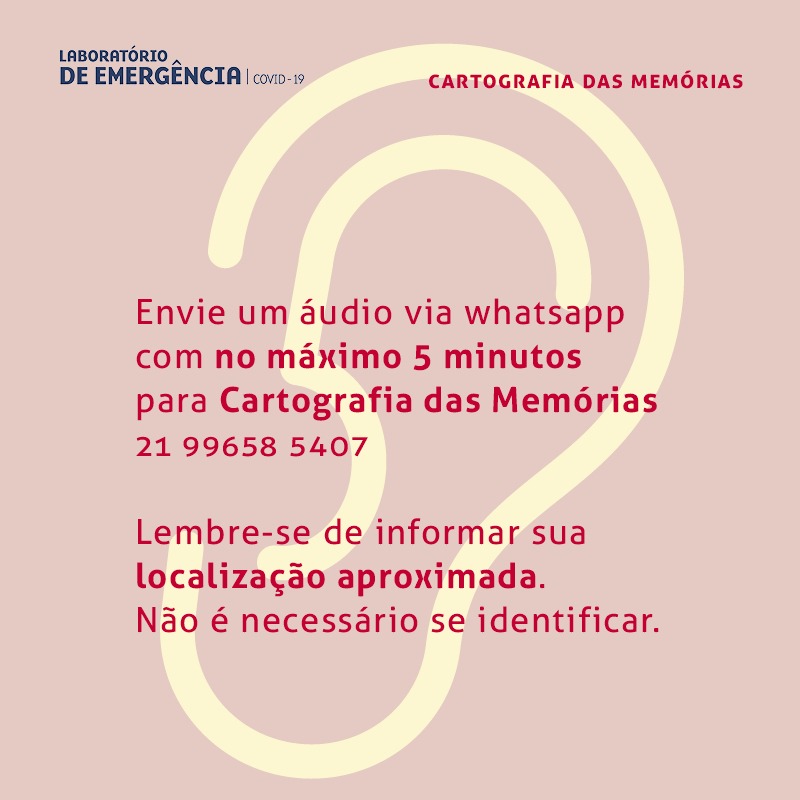 LABORATÓRIO
DE EMERGÊNCIA | COVID-19
CARTOGRAFIA DAS MEMÓRIAS
Envie um áudio via whatsapp
com no máximo 5 minutos
para Cartografia das Memórias
21 99658 5407
Lembre-se de informar sua
localização aproximada.
Não é necessário se identificar.